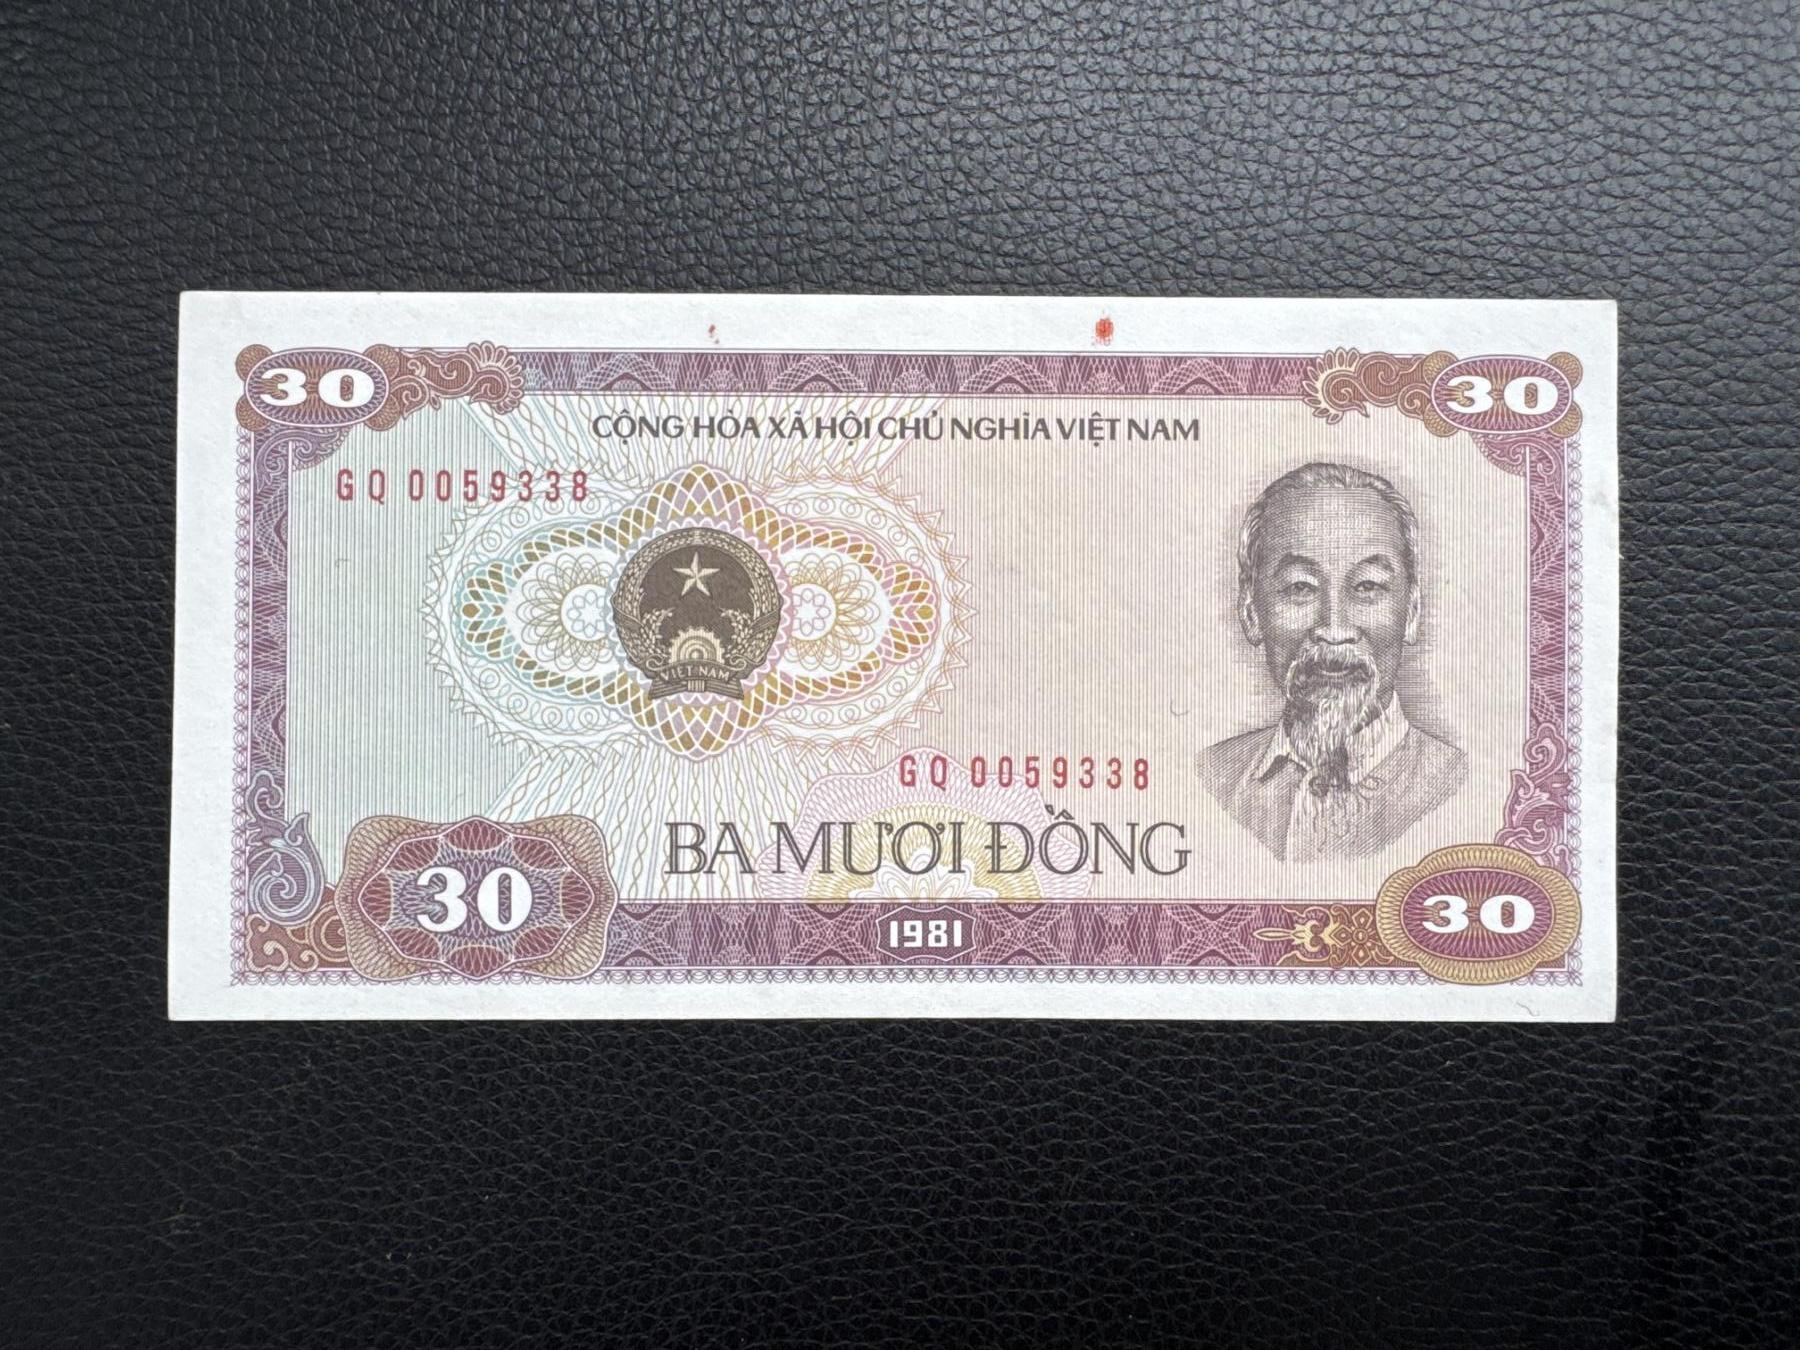 30
30
CỘNG HÒA XÃ HỘI CHỦ NGHĨA VIỆT NAM
GQ 0059338
VIỆT NAM
GQ 0059338
BA MƯƠI ĐỒNG
30
1981
30